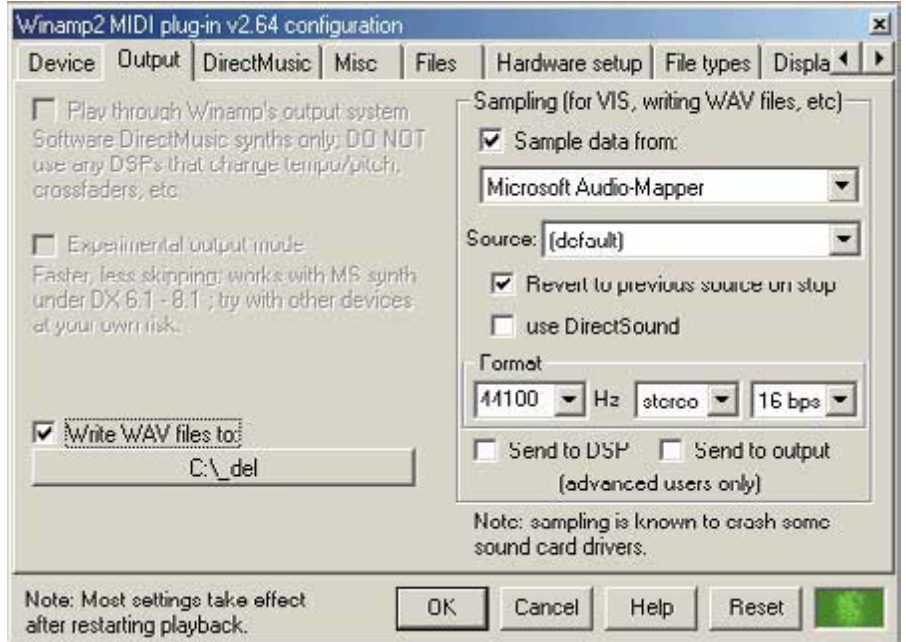 Winamp2 MIDI plug-in v2.64 configuration
Device Output DirectMusic Misc Files Hardware setup File types Displa
Play through Winamp's output system
Software DirectMusic synths only; DO NOT
use any DSPs that change tempo/pitch,
crossfaders, etc
Experimental output mode
Faster, less skipping; works with MS synth
under DX 6.1 - 8.1 ; try with other devices
at your own risk.
Write WAV files to:
C:\_del
Sampling (for VIS, writing WAV files, etc)
Sample data from:
Microsoft Audio-Mapper
Source: (default)
Revert to previous source on stop
use DirectSound
Format
44100 Hz stereo 16 bps
Send to DSP Send to output
(advanced users only)
Note: sampling is known to crash some
sound card drivers.
Note: Most settings take effect
after restarting playback.
OK Cancel Help Reset